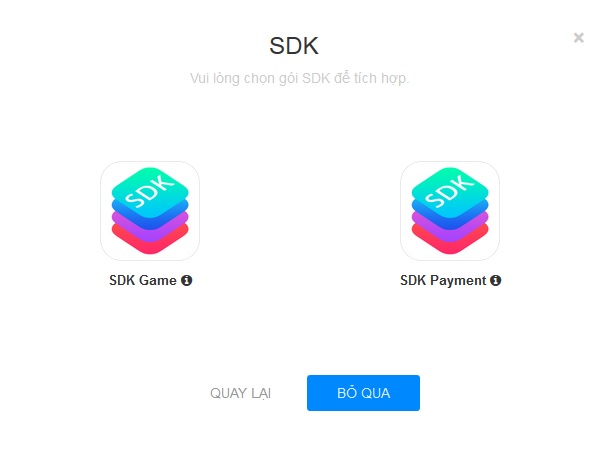 SDK
Vui lòng chọn gói SDK để tích hợp.
SDK
SDK
SDK Game
SDK Payment
QUAY LẠI
BỎ QUA